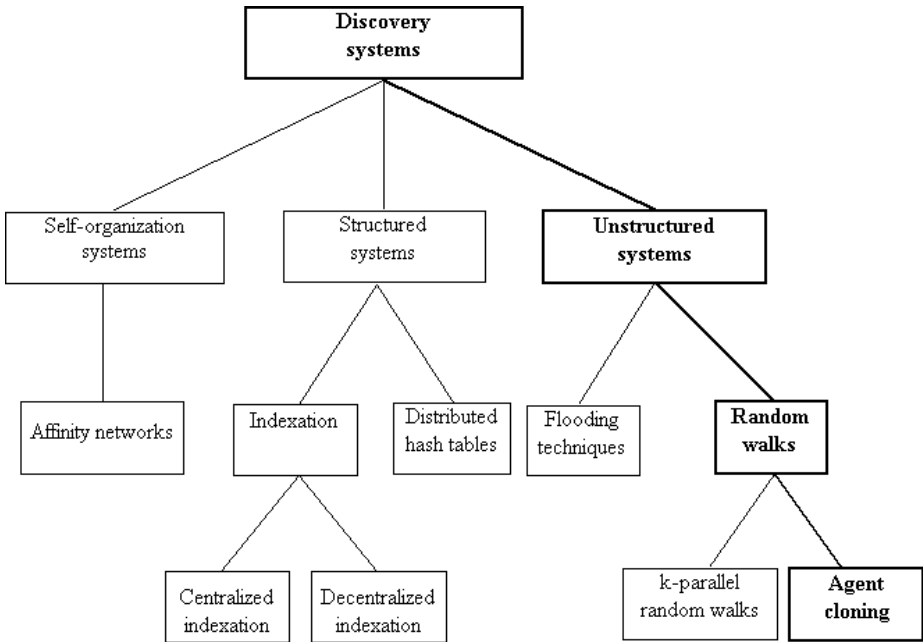 Discovery
systems
Self-organization
systems
Structured
systems
Unstructured
systems
Affinity networks
Indexation
Distributed
hash tables
Flooding
techniques
Random
walks
Centralized
indexation
Decentralized
indexation
k-parallel
random walks
Agent
cloning